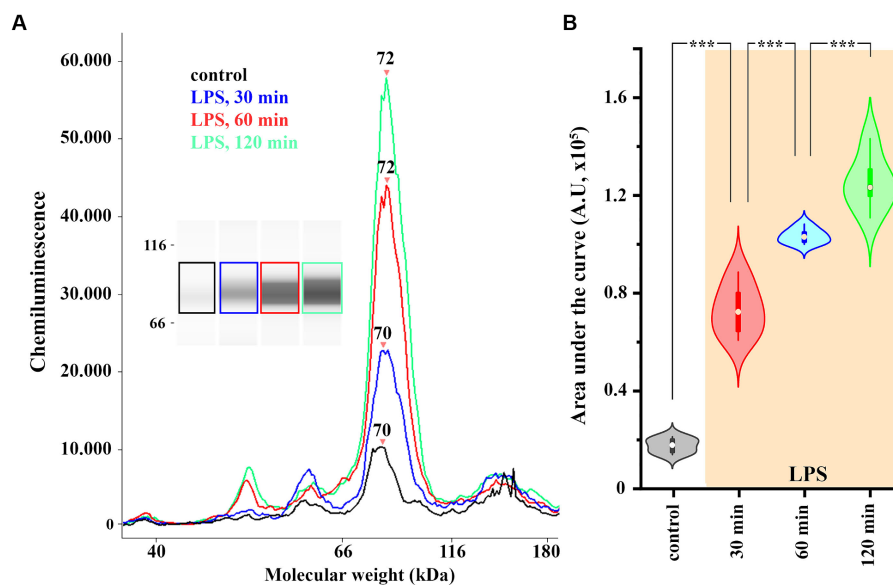 A
60.000
50.000
40.000
30.000
20.000
10.000
0
Chemiluminescence
control
LPS, 30 min
LPS, 60 min
LPS, 120 min
72
72
70
70
116
66
40
66
116
180
Molecular weight (kDa)
B
***
***
***
1.6
1.2
0.8
0.4
0
Area under the curve (A.U, x10⁵)
LPS
control
30 min
60 min
120 min